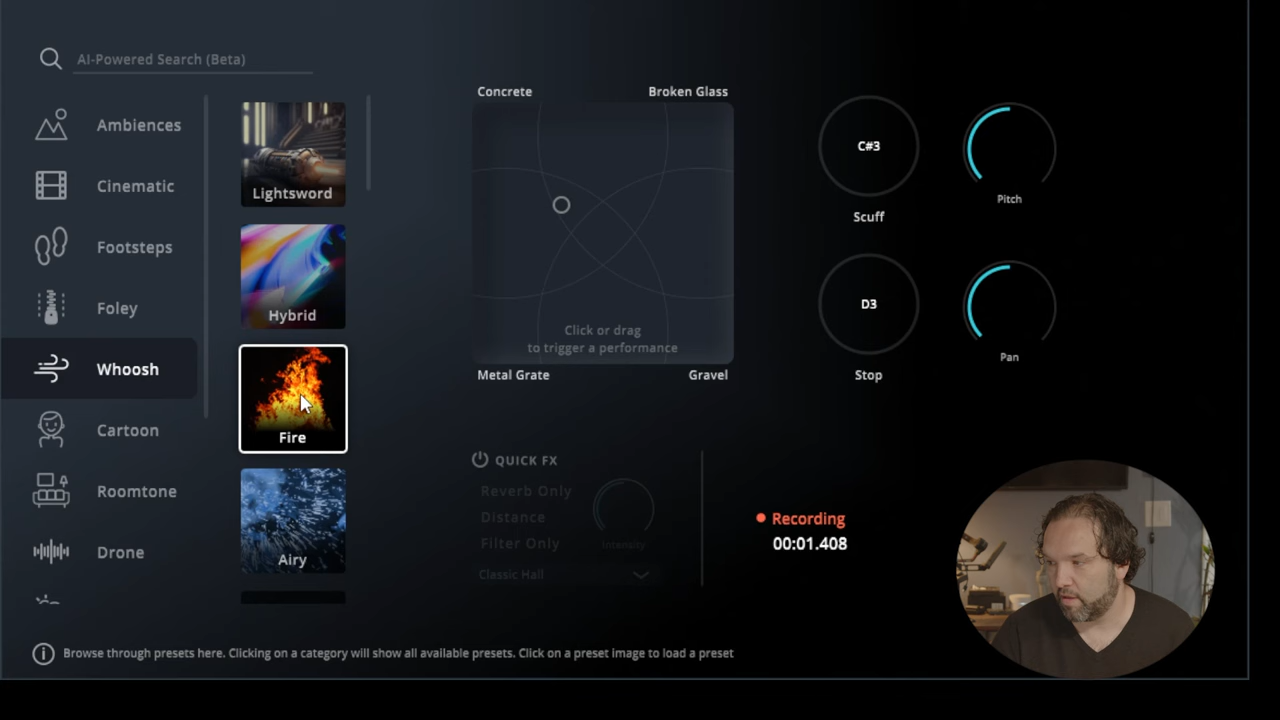 AI-Powered Search (Beta)
Ambiences
Cinematic
Footsteps
Foley
Whoosh
Cartoon
Roomtone
Drone
Lightsword
Hybrid
Fire
Airy
Concrete
Broken Glass
Click or drag
to trigger a performance
Metal Grate
Gravel
C#3
Scuff
D3
Stop
Pitch
Pan
QUICK FX
Reverb Only
Distance
Filter Only
Intensity
Classic Hall
Recording
00:01.408
Browse through presets here. Clicking on a category will show all available presets. Click on a preset image to load a preset